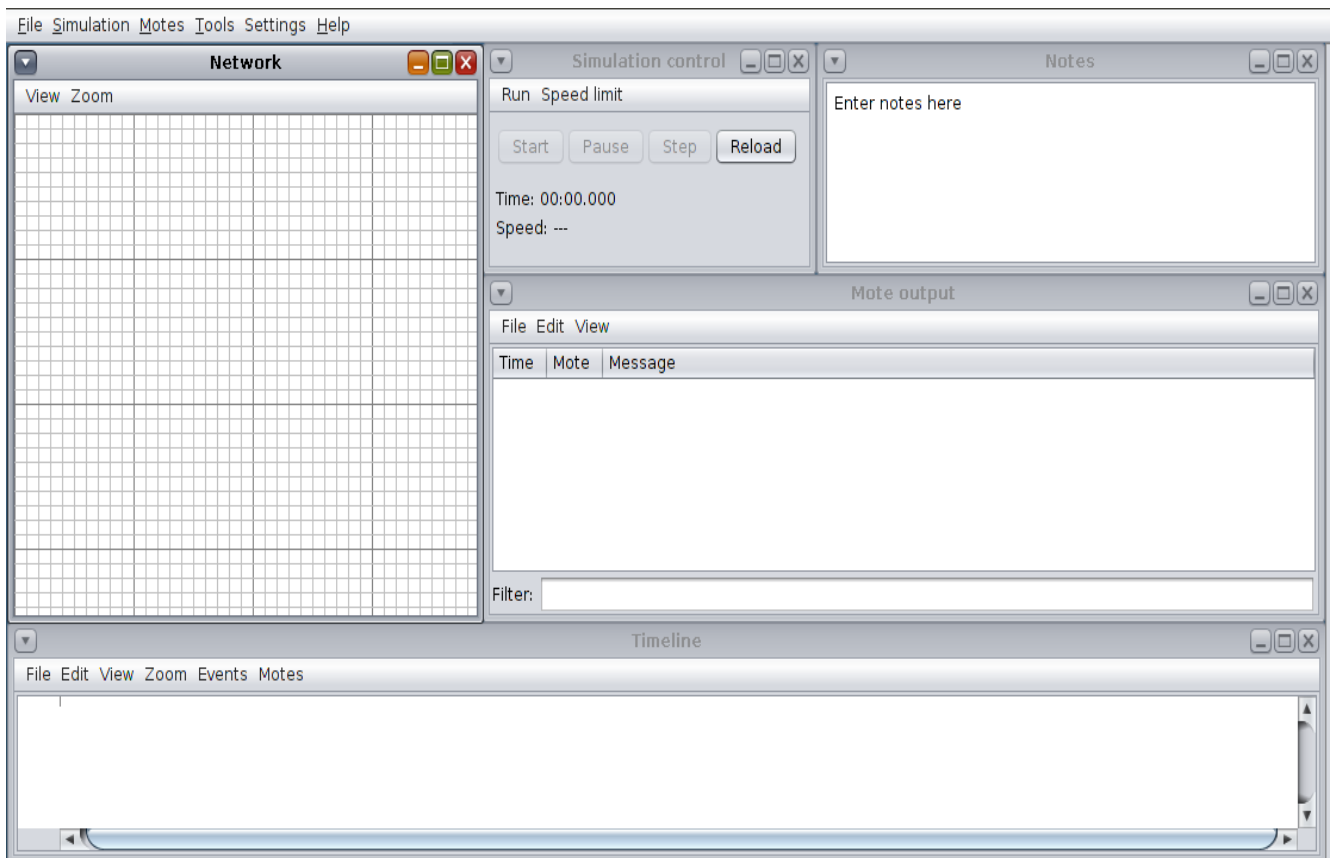 File Simulation Motes Tools Settings Help
Network
View Zoom
Simulation control
Run Speed limit
Start Pause Step Reload
Time: 00:00.000
Speed: ---
Notes
Enter notes here
Mote output
File Edit View
Time Mote Message
Filter:
Timeline
File Edit View Zoom Events Motes